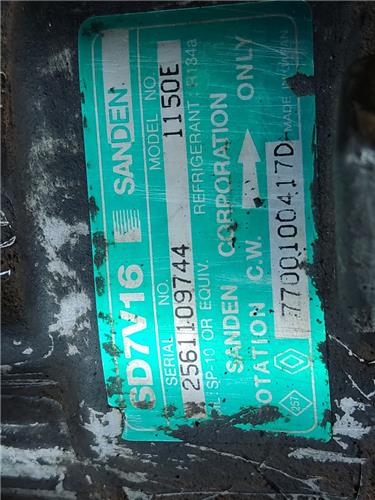 SD7V16 SANDEN
SERIAL NO. MODEL NO.
2561109744 1150E
OIL: SP-10 OR EQUIV. REFRIGERANT: R134a
SANDEN CORPORATION
ROTATION C.W. ONLY
7700100417D
MADE IN